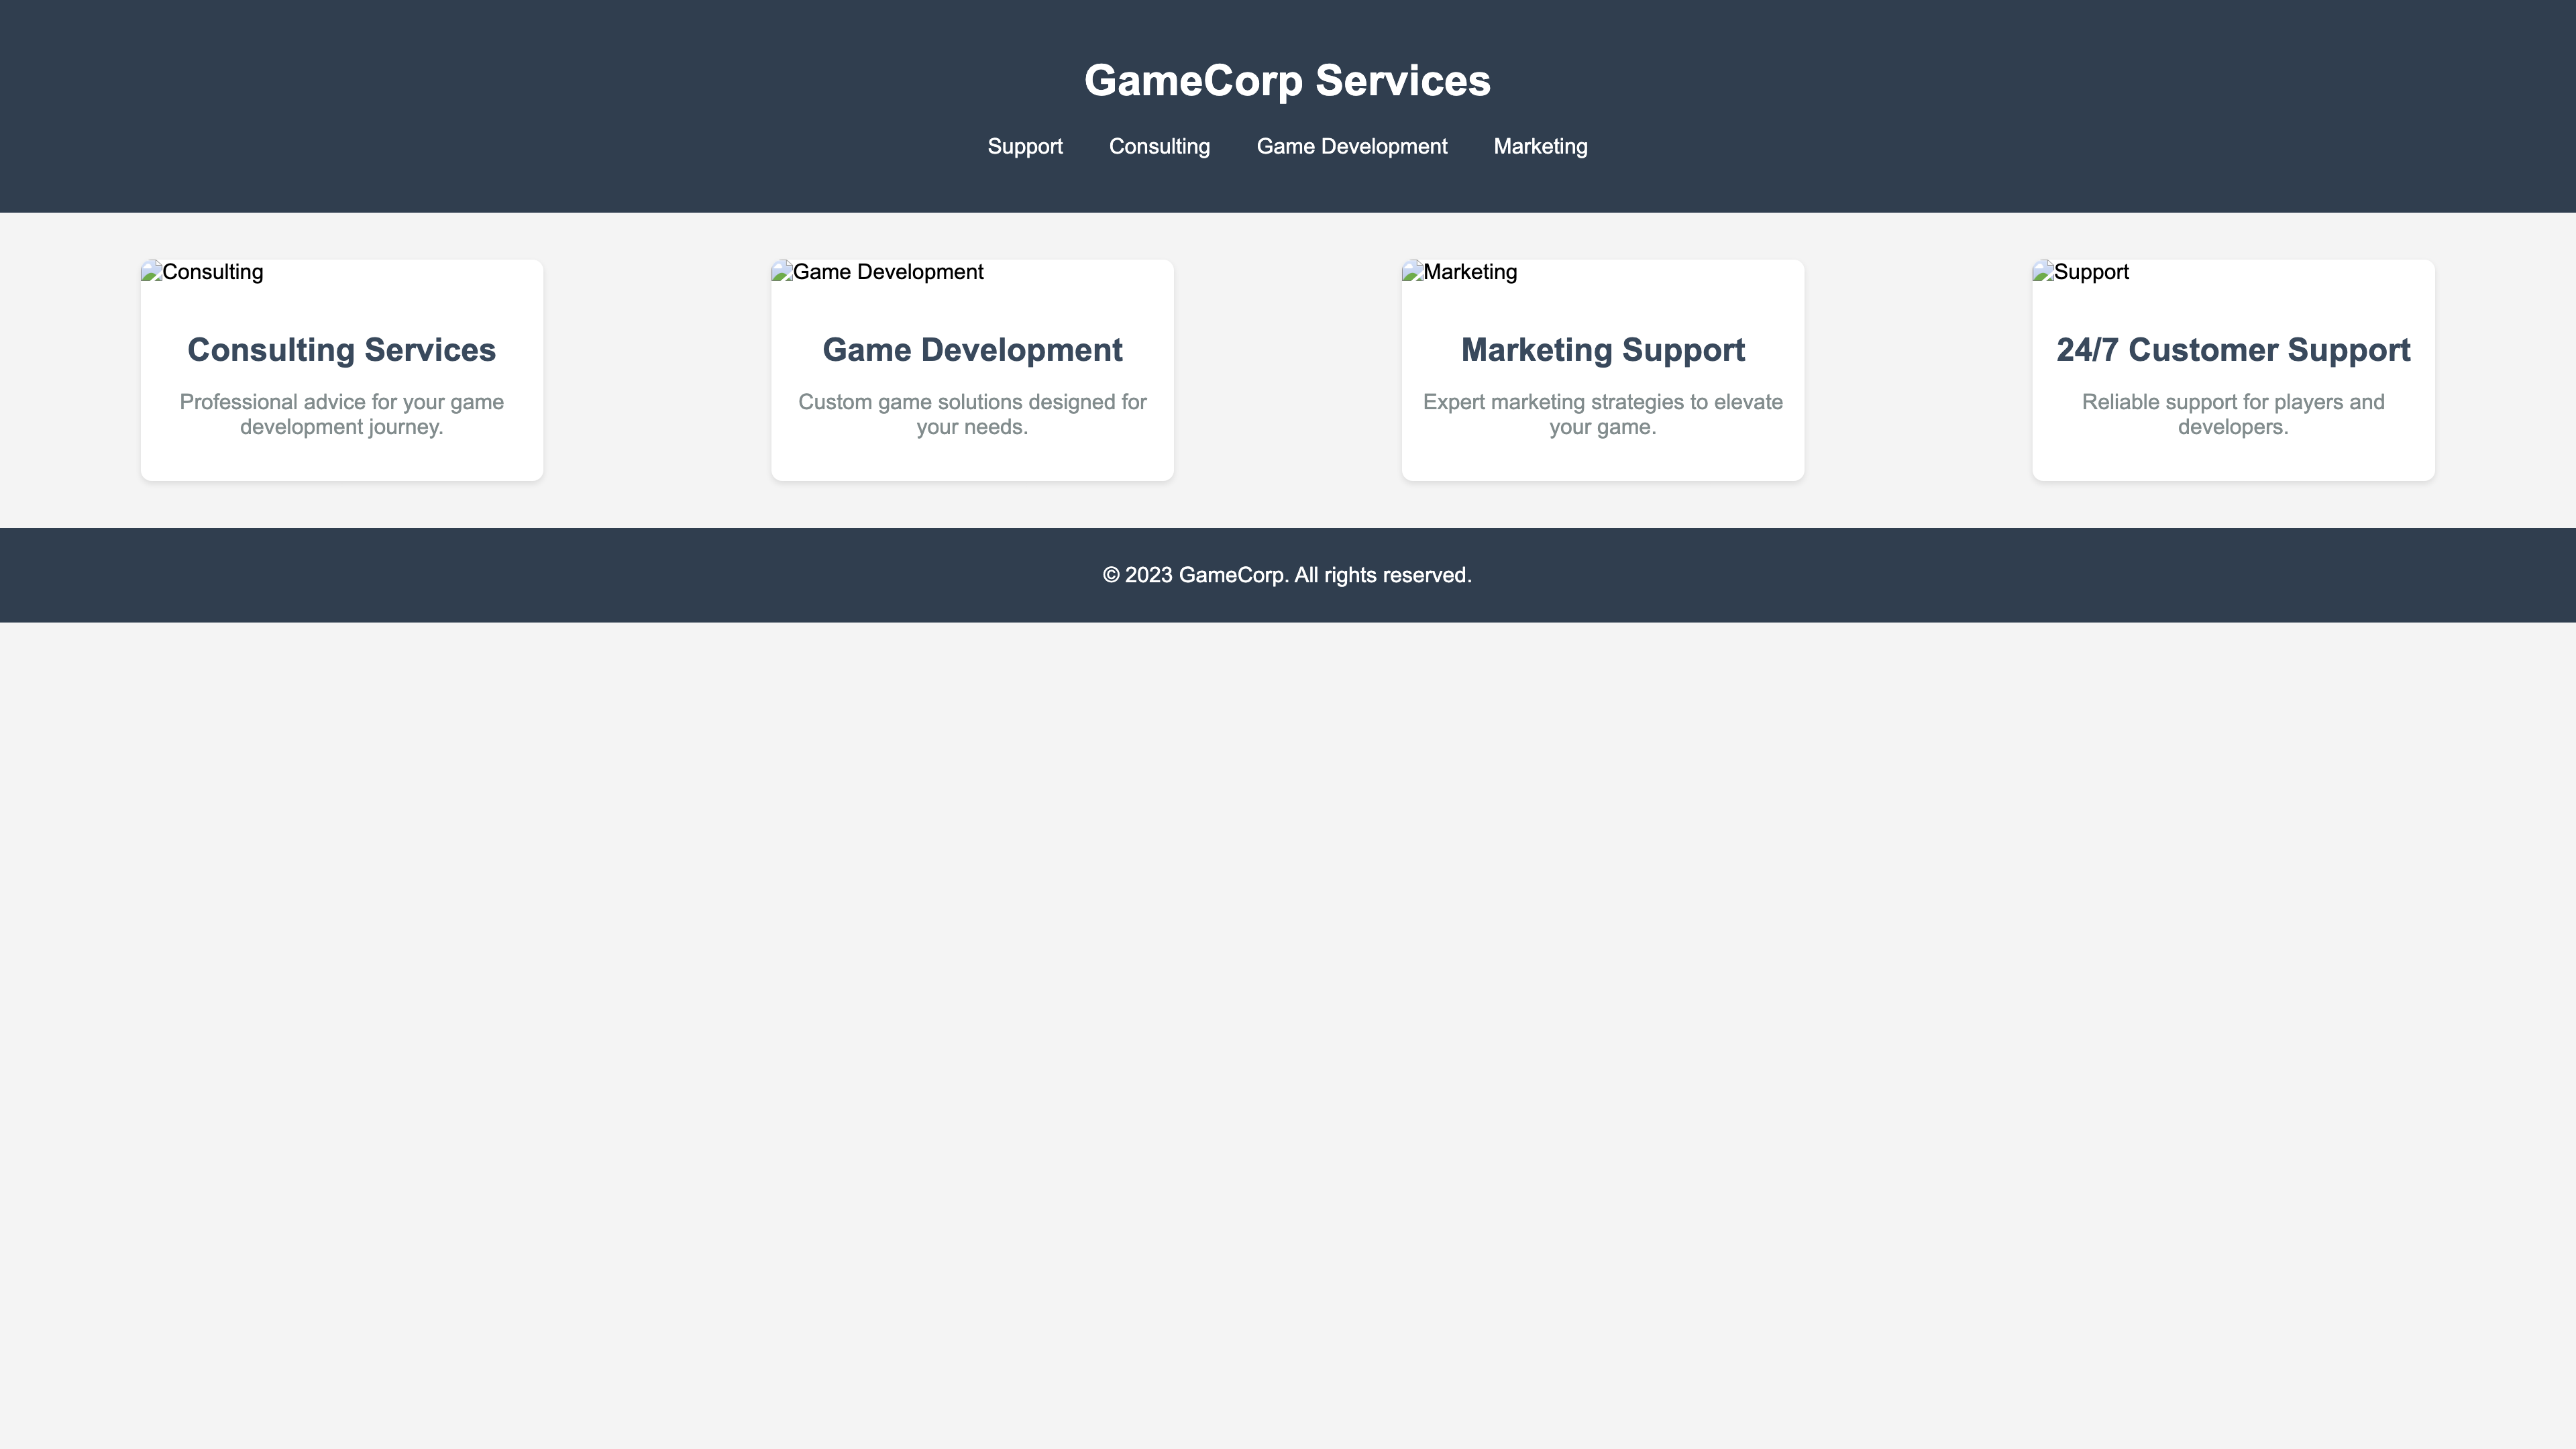 GameCorp Services
Support Consulting Game Development Marketing
Consulting
Consulting Services
Professional advice for your game
development journey.
Game Development
Game Development
Custom game solutions designed for
your needs.
Marketing
Marketing Support
Expert marketing strategies to elevate
your game.
Support
24/7 Customer Support
Reliable support for players and
developers.
© 2023 GameCorp. All rights reserved.